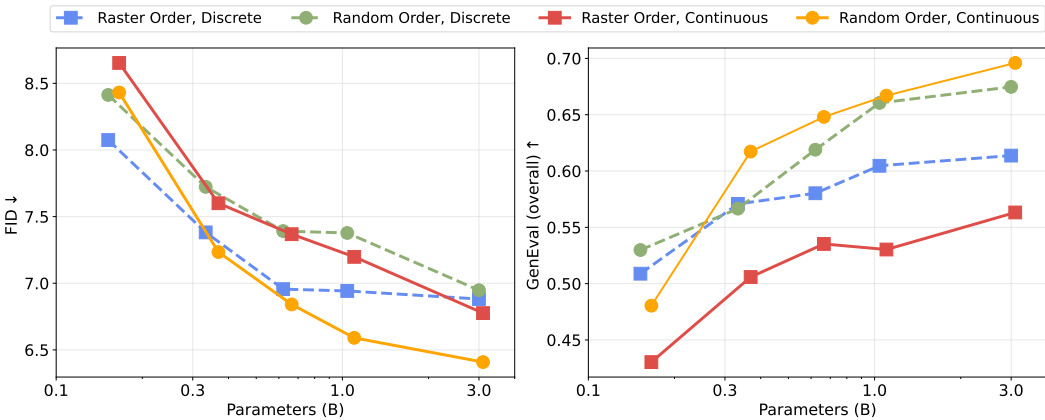 Raster Order, Discrete
Random Order, Discrete
Raster Order, Continuous
Random Order, Continuous
FID ↓
8.5
8.0
7.5
7.0
6.5
0.1
0.3
1.0
3.0
Parameters (B)
GenEval (overall) ↑
0.70
0.65
0.60
0.55
0.50
0.45
0.1
0.3
1.0
3.0
Parameters (B)